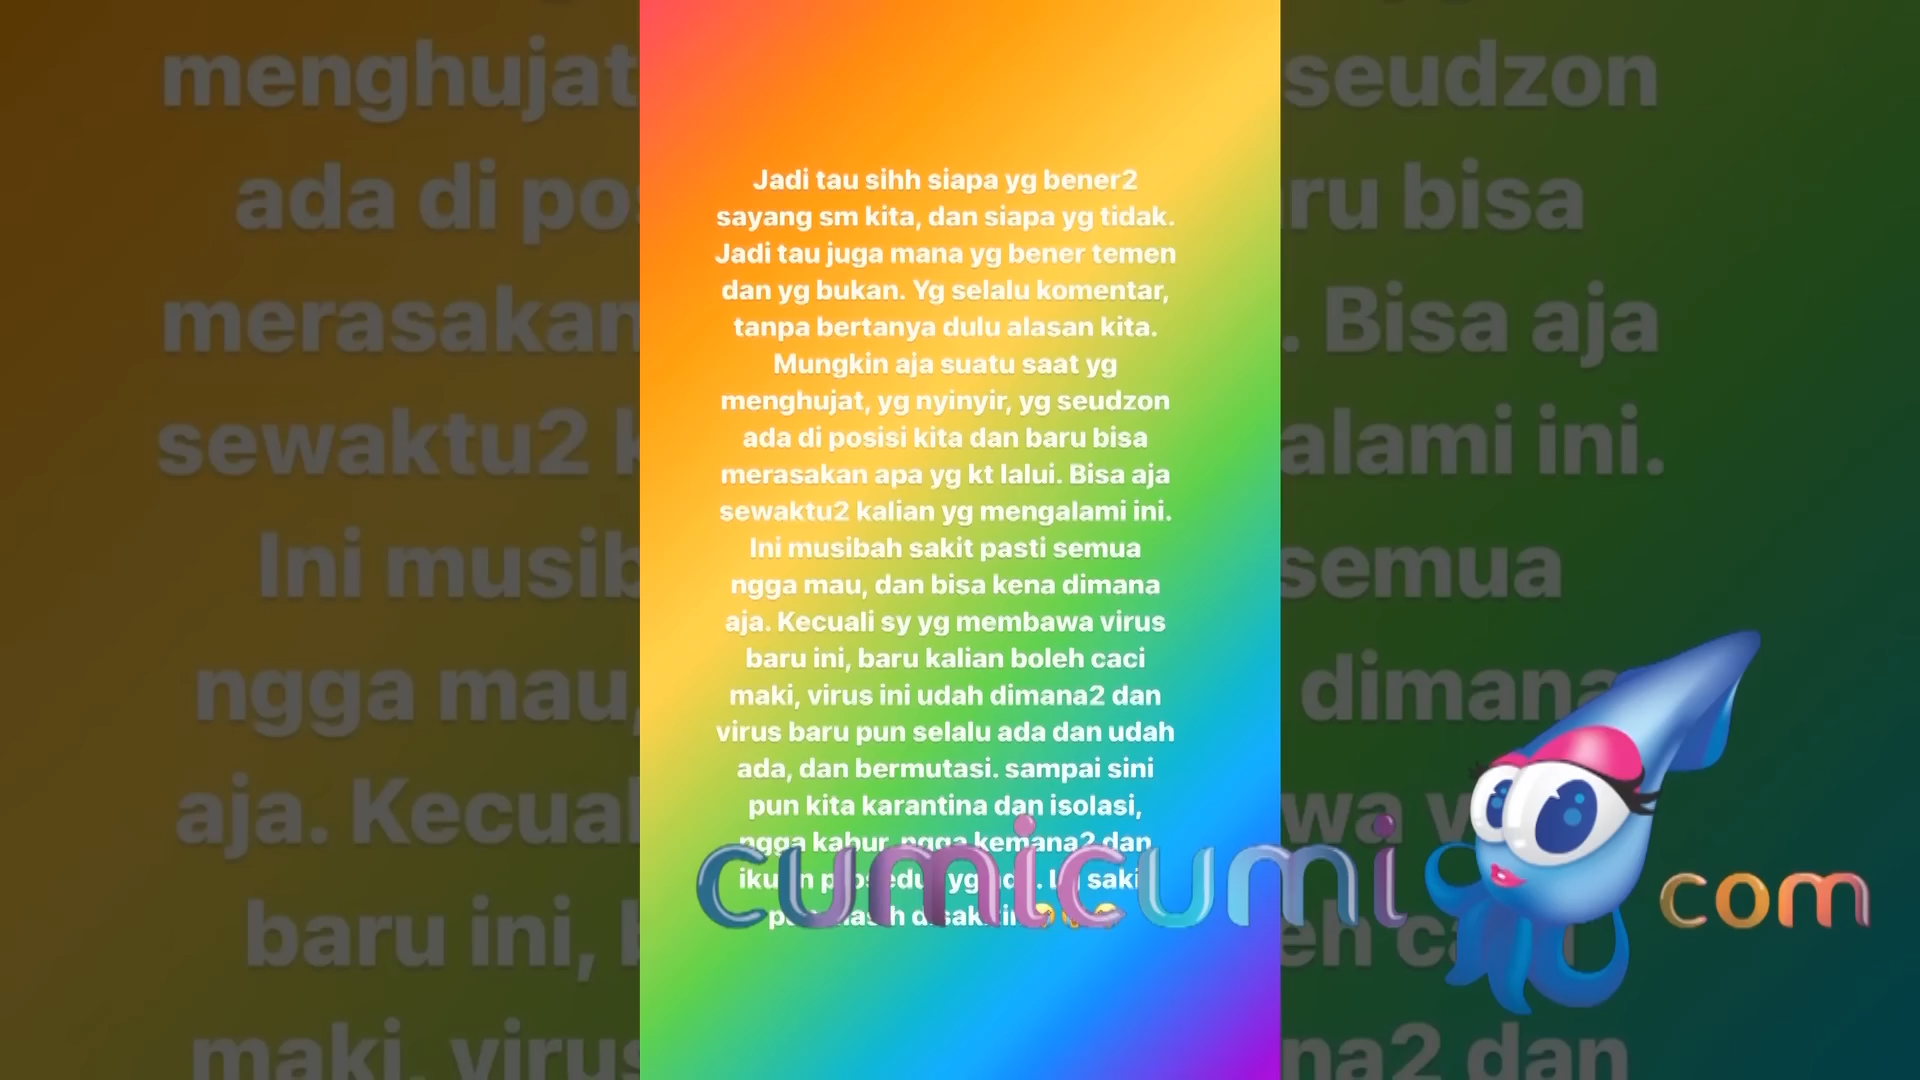 Jadi tau sihh siapa yg bener2
sayang sm kita, dan siapa yg tidak.
Jadi tau juga mana yg bener temen
dan yg bukan. Yg selalu komentar,
tanpa bertanya dulu alasan kita.
Mungkin aja suatu saat yg
menghujat, yg nyinyir, yg seudzon
ada di posisi kita dan baru bisa
merasakan apa yg kt lalui. Bisa aja
sewaktu2 kalian yg mengalami ini.
Ini musibah sakit pasti semua
ngga mau, dan bisa kena dimana
aja. Kecuali sy yg membawa virus
baru ini, baru kalian boleh caci
maki, virus ini udah dimana2 dan
virus baru pun selalu ada dan udah
ada, dan bermutasi. sampai sini
pun kita karantina dan isolasi,
ngga kabur, ngga kemana2 dan
cumicumi.com